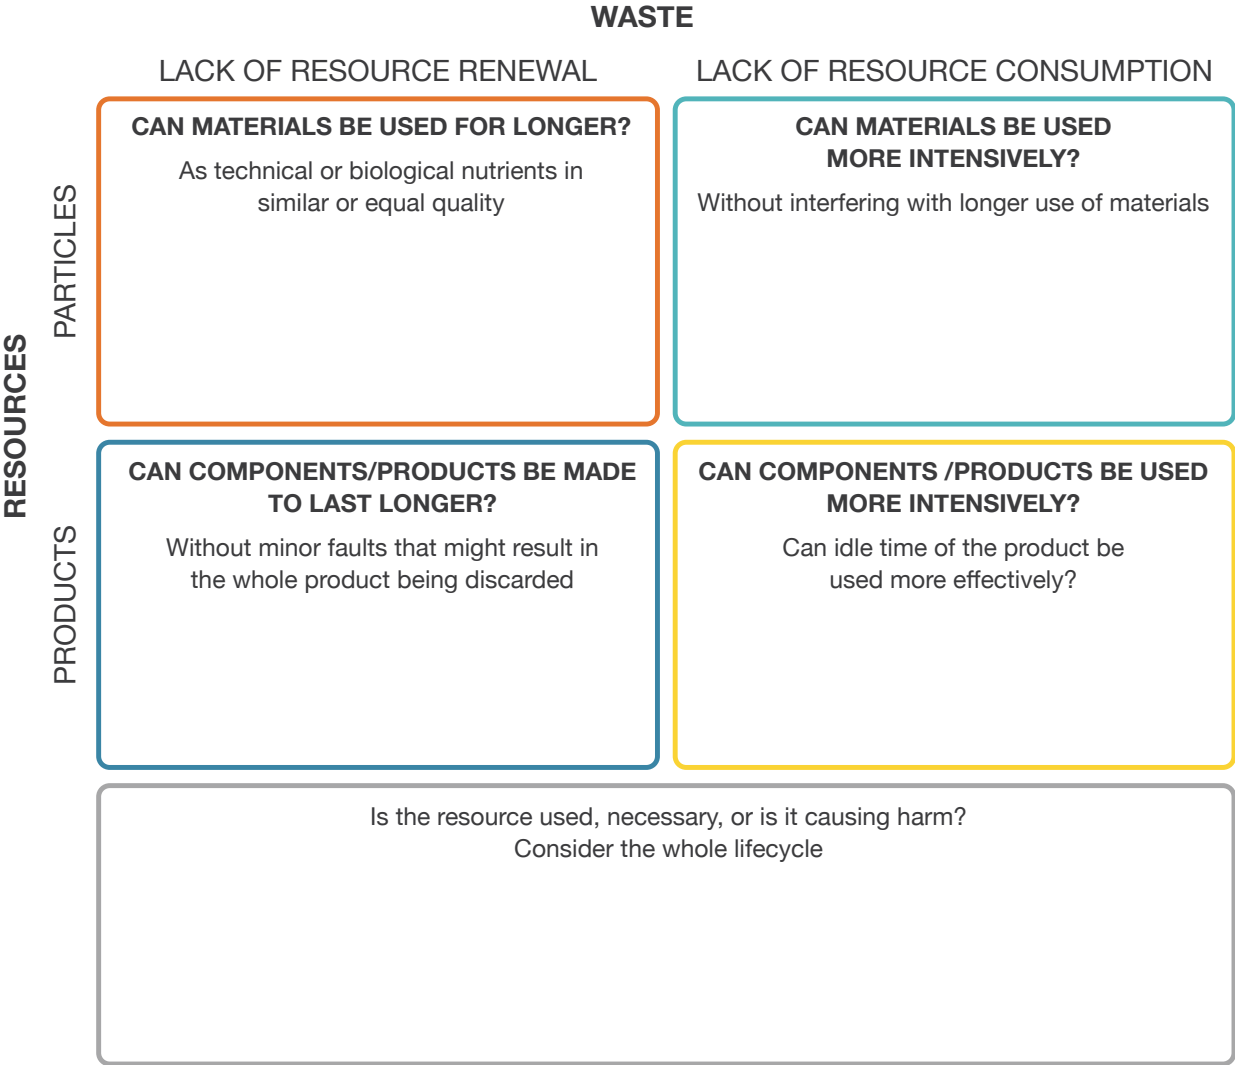 WASTE
LACK OF RESOURCE RENEWAL
LACK OF RESOURCE CONSUMPTION
RESOURCES
PARTICLES
CAN MATERIALS BE USED FOR LONGER?
As technical or biological nutrients in
similar or equal quality
CAN MATERIALS BE USED
MORE INTENSIVELY?
Without interfering with longer use of materials
PRODUCTS
CAN COMPONENTS/PRODUCTS BE MADE
TO LAST LONGER?
Without minor faults that might result in
the whole product being discarded
CAN COMPONENTS /PRODUCTS BE USED
MORE INTENSIVELY?
Can idle time of the product be
used more effectively?
Is the resource used, necessary, or is it causing harm?
Consider the whole lifecycle